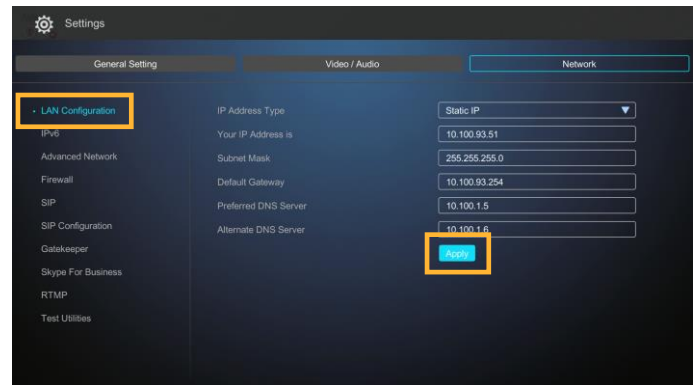 Settings
General Setting Video / Audio Network
• LAN Configuration IP Address Type Static IP
IPv6 Your IP Address is 10.100.93.51
Advanced Network Subnet Mask 255.255.255.0
Firewall Default Gateway 10.100.93.254
SIP Preferred DNS Server 10.100.1.5
SIP Configuration Alternate DNS Server 10.100.1.6
Gatekeeper Apply
Skype For Business
RTMP
Test Utilities